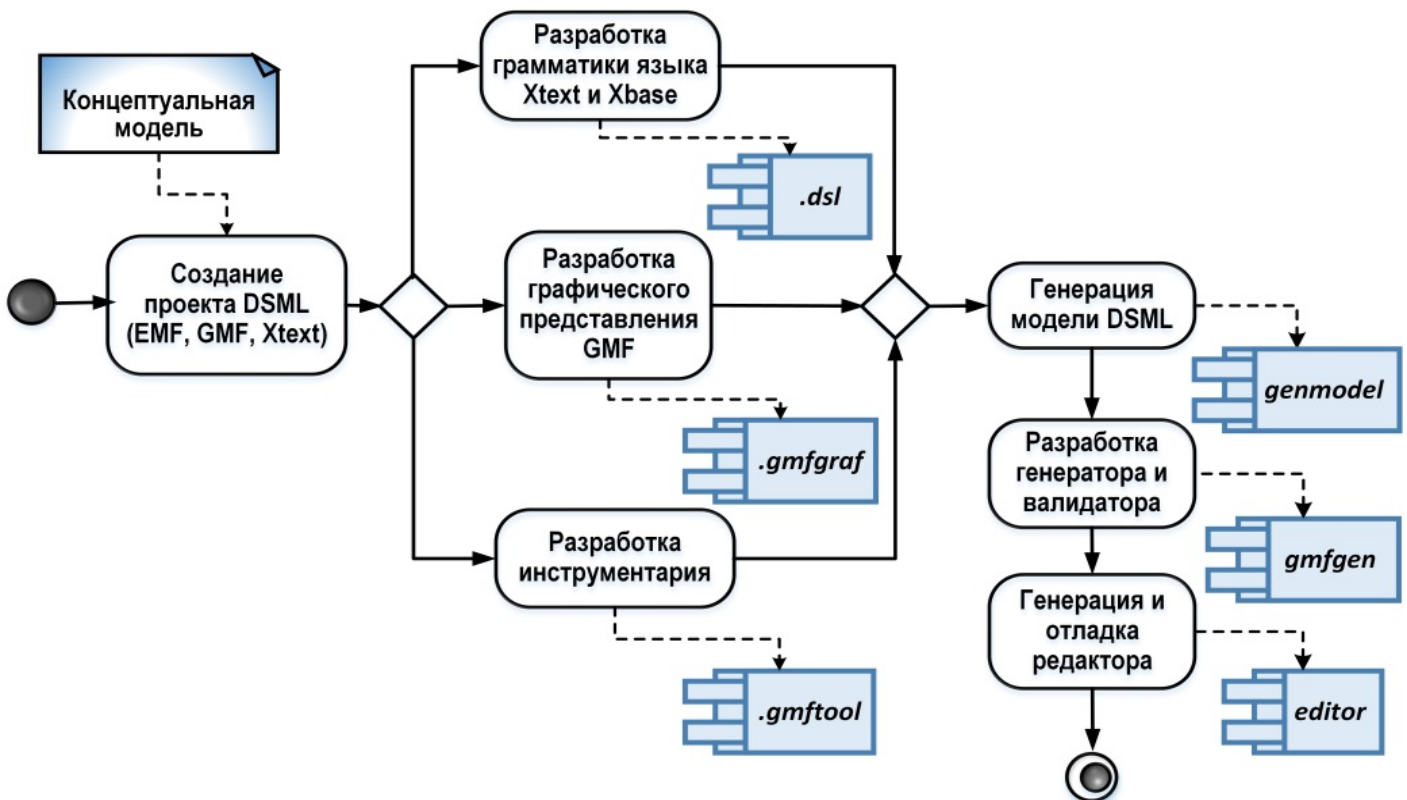 Концептуальная
модель
Создание
проекта DSML
(EMF, GMF, Xtext)
Разработка
грамматики языка
Xtext и Xbase
.dsl
Разработка
графического
представления
GMF
.gmfgraf
Разработка
инструментария
.gmftool
Генерация
модели DSML
genmodel
Разработка
генератора и
валидатора
gmfgen
Генерация и
отладка
редактора
editor